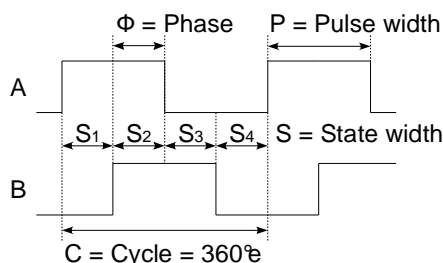 Φ = Phase P = Pulse width
A
S1 S2 S3 S4 S = State width
B
C = Cycle = 360°e